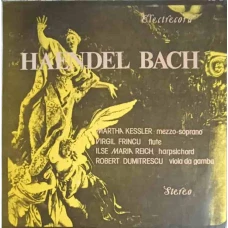 Electrecord
HAENDEL BACH
MARTHA KESSLER - mezzo-soprano
VIRGIL FRÎNCU flute
ILSE MARIA REICH harpsichord
ROBERT DUMITRESCU viola da gamba
Stereo